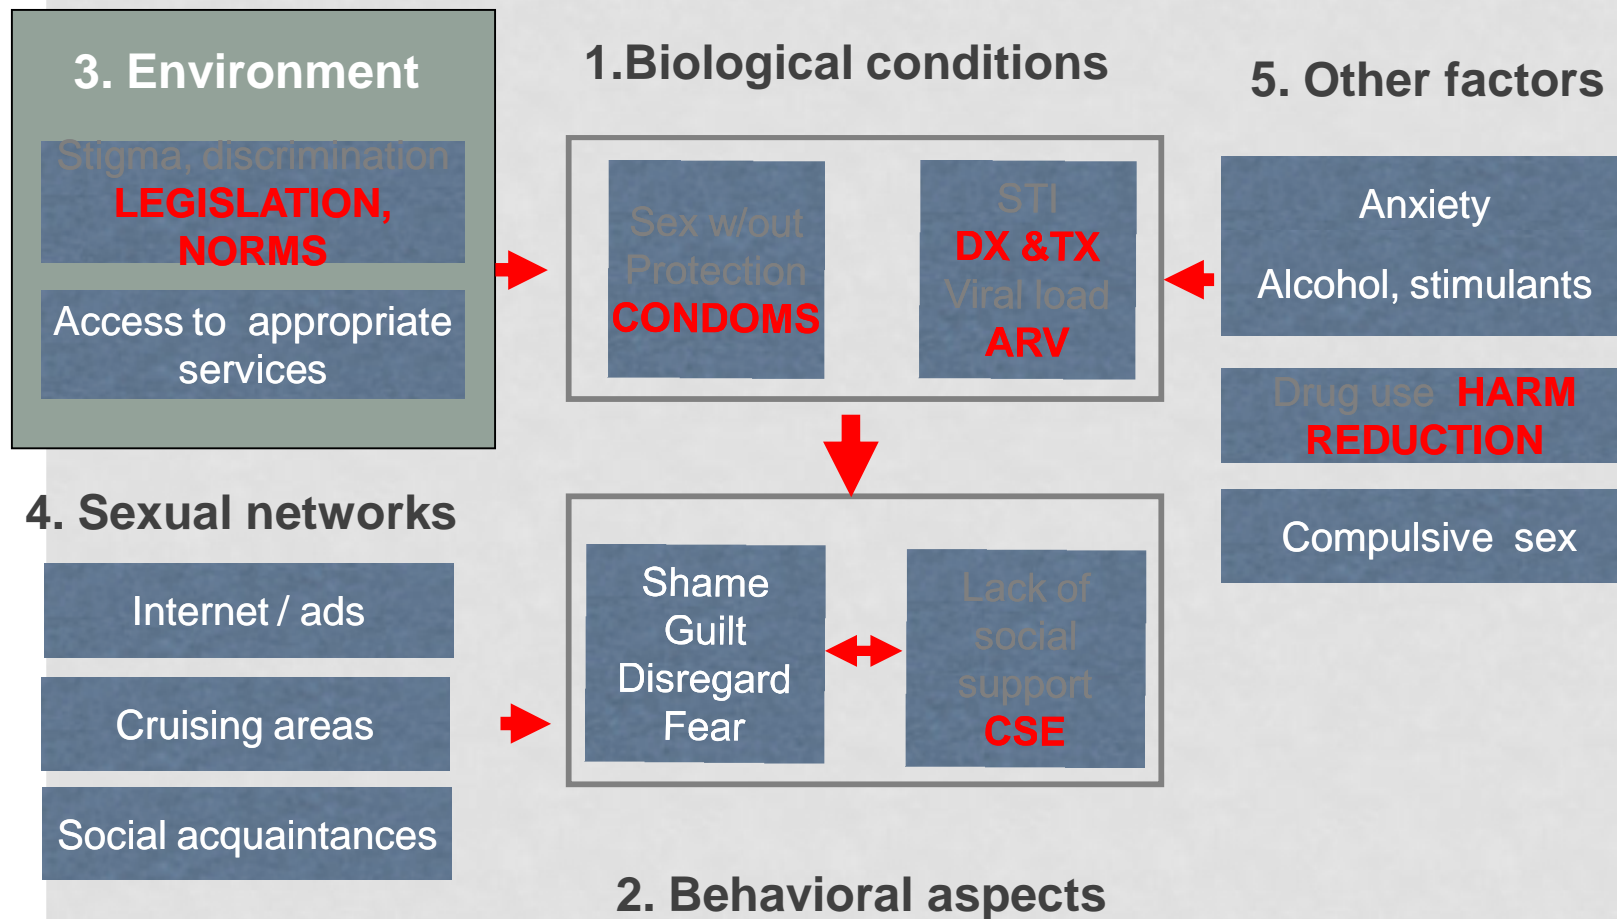 3. Environment
Stigma, discrimination
LEGISLATION,
NORMS
Access to appropriate
services
1.Biological conditions
Sex w/out
Protection
CONDOMS
STI
DX &TX
Viral load
ARV
5. Other factors
Anxiety
Alcohol, stimulants
Drug use HARM
REDUCTION
Compulsive sex
4. Sexual networks
Internet / ads
Cruising areas
Social acquaintances
Shame
Guilt
Disregard
Fear
Lack of
social
support
CSE
2. Behavioral aspects